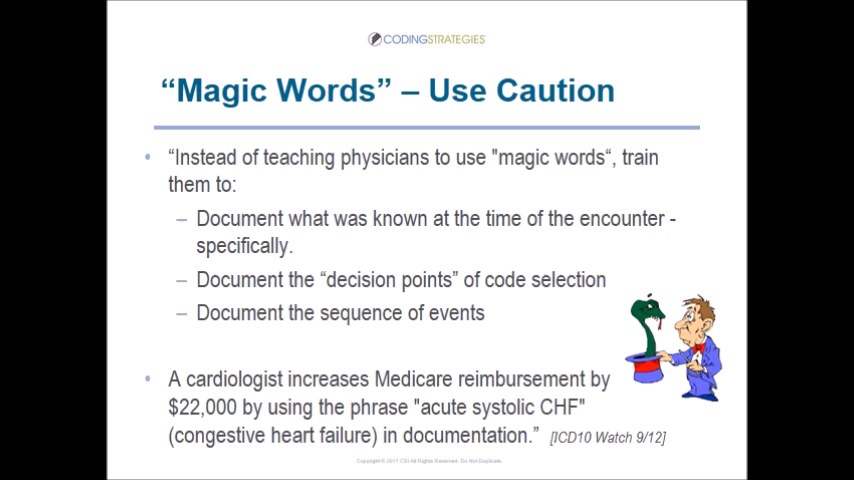 CODINGSTRATEGIES
“Magic Words” – Use Caution
• “Instead of teaching physicians to use "magic words“, train
them to:
– Document what was known at the time of the encounter -
specifically.
– Document the “decision points” of code selection
– Document the sequence of events
• A cardiologist increases Medicare reimbursement by
$22,000 by using the phrase "acute systolic CHF"
(congestive heart failure) in documentation.” [ICD10 Watch 9/12]
Copyright© 2017 CSI All Rights Reserved. Do Not Duplicate.